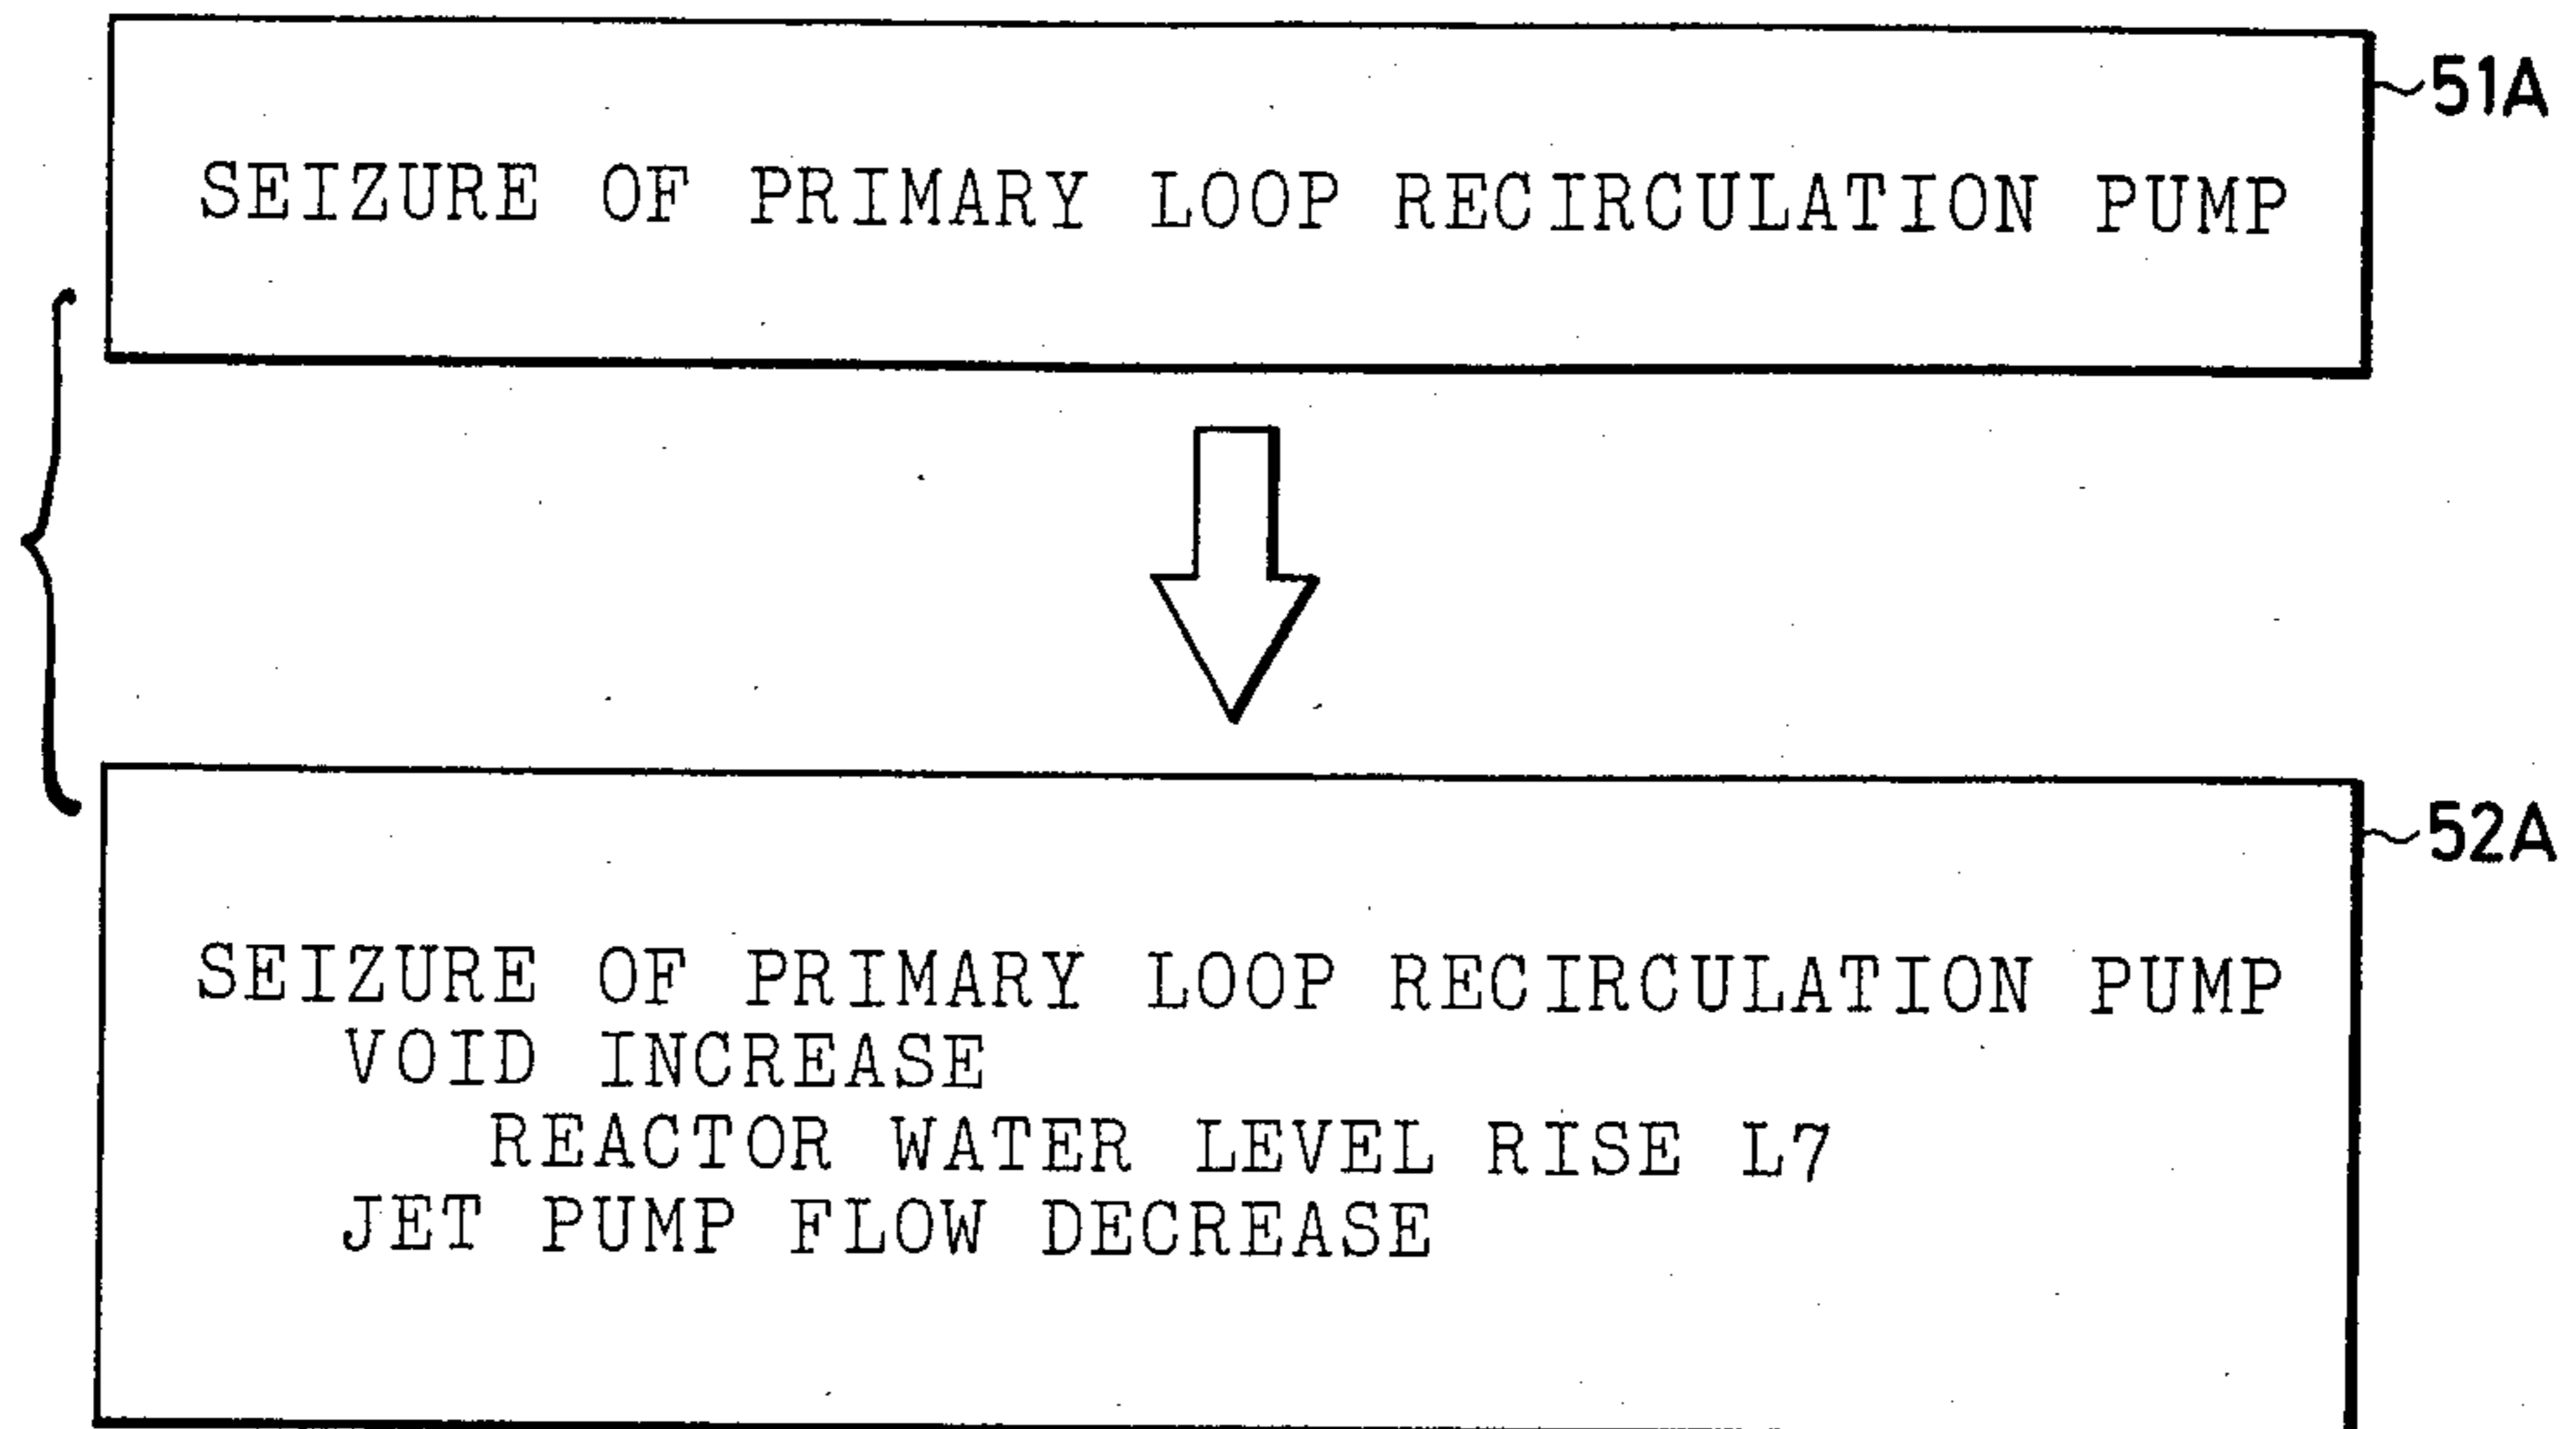 51A
SEIZURE OF PRIMARY LOOP RECIRCULATION PUMP
52A
SEIZURE OF PRIMARY LOOP RECIRCULATION PUMP
VOID INCREASE
REACTOR WATER LEVEL RISE L7
JET PUMP FLOW DECREASE